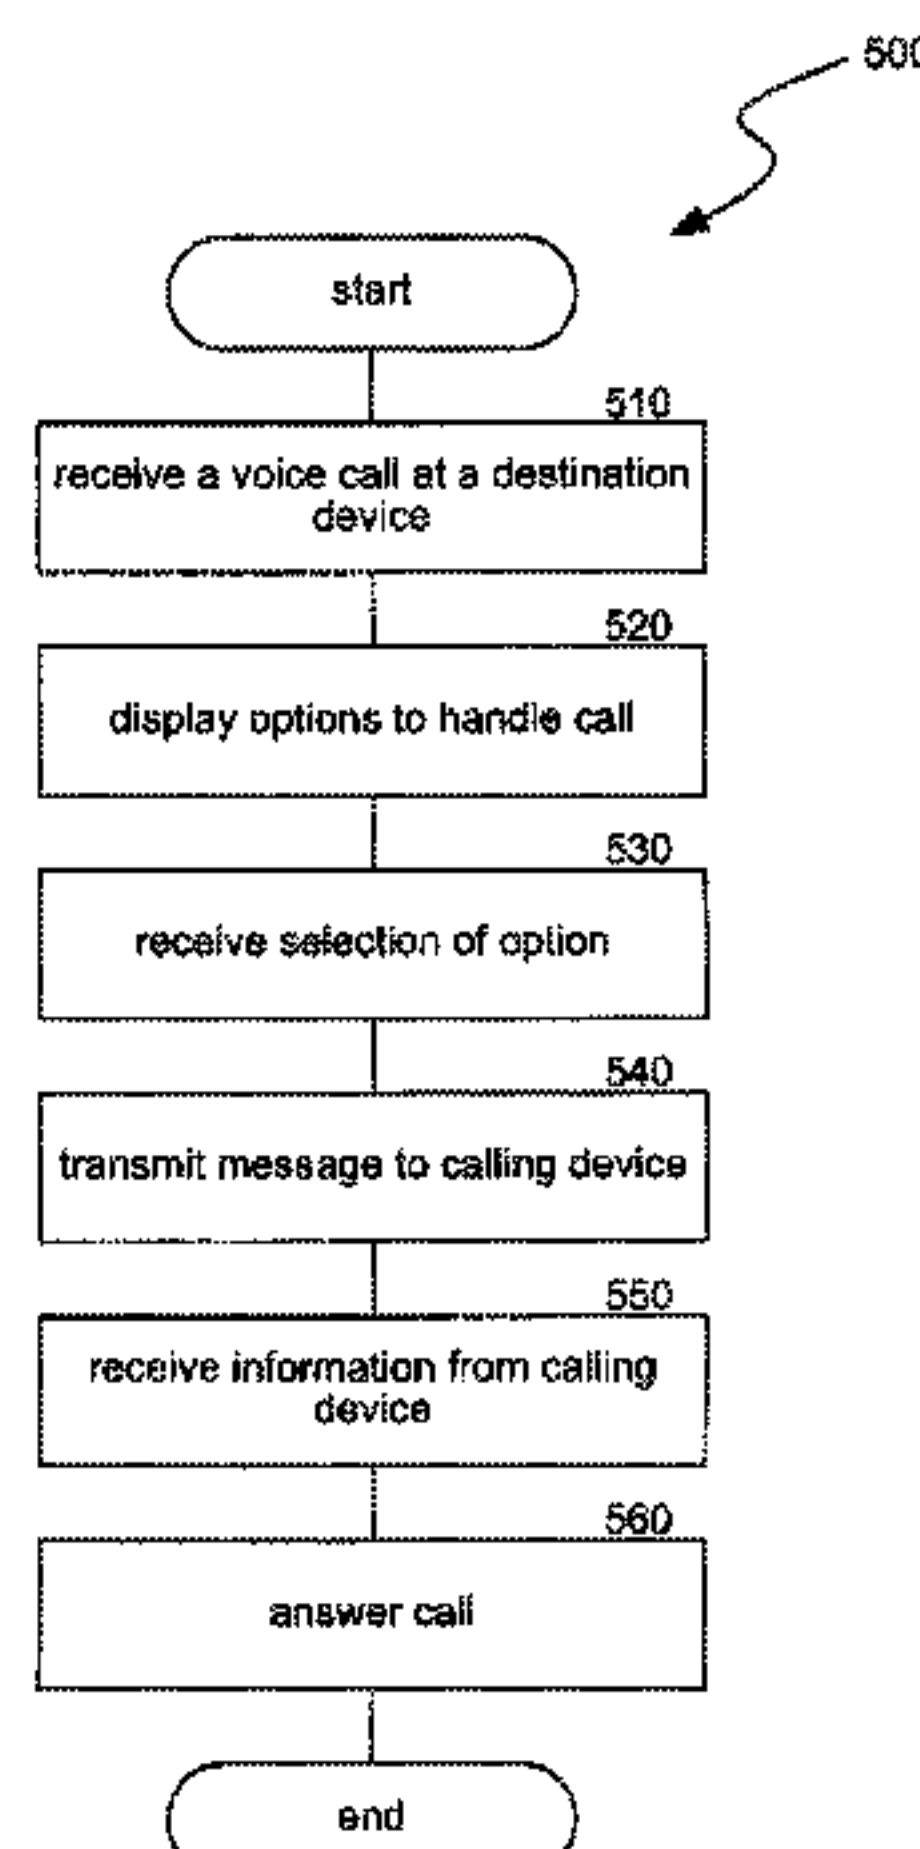 500
start
510
receive a voice call at a destination
device
520
display options to handle call
530
receive selection of option
540
transmit message to calling device
550
receive information from calling
device
560
answer call
end